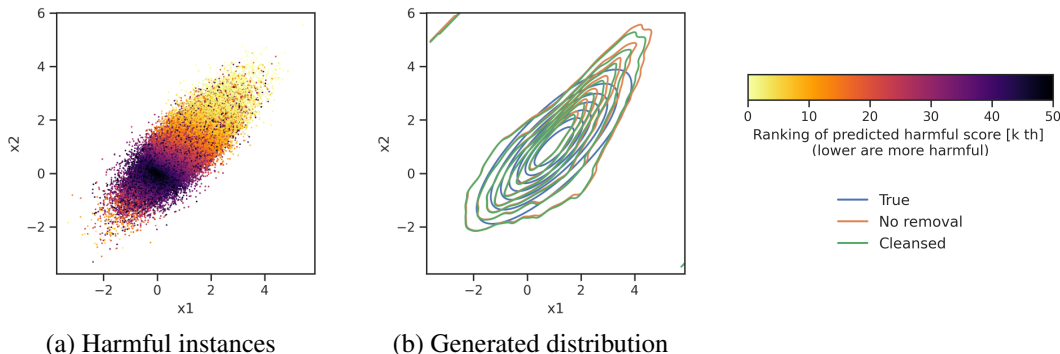 6
4
2
0
−2
x2
−2
0
2
4
x1
(a) Harmful instances
6
4
2
0
−2
x2
−2
0
2
4
x1
(b) Generated distribution
0
10
20
30
40
50
Ranking of predicted harmful score [k th]
(lower are more harmful)
True
No removal
Cleansed